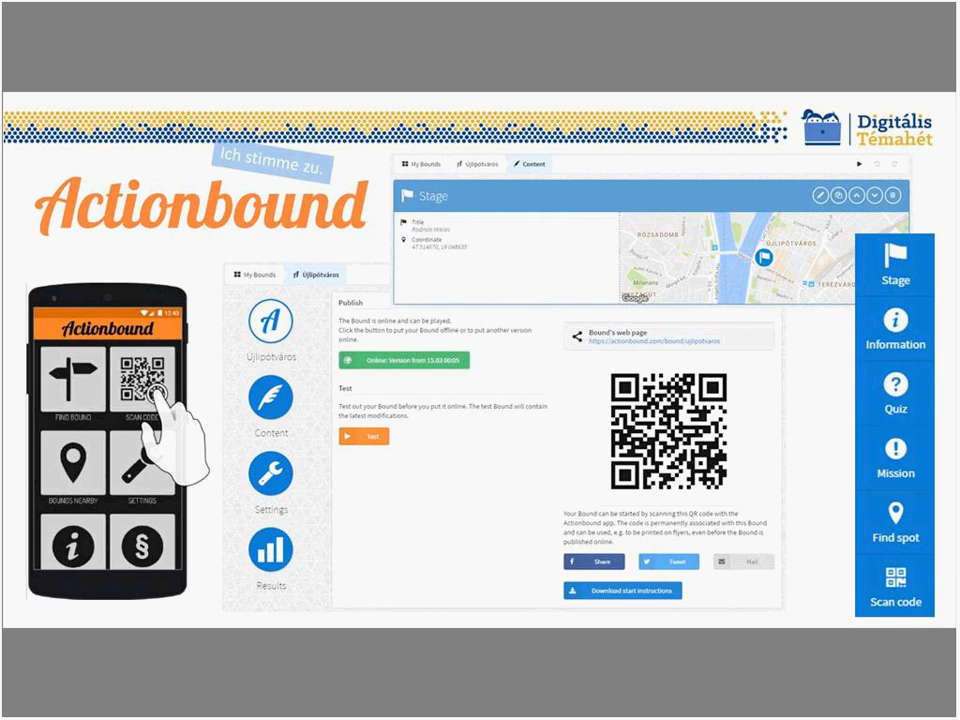 Digitális
Témahét
Ich stimme zu.
Actionbound
My Bounds
Újlipótváros
Content
Stage
Title
Radnóti Miklós
Coordinate
RÓZSADOMB
ÚJLIPÓTVÁROS
TERÉZVÁROS
Millenáris
Google
My Bounds
Újlipótváros
Újlipótváros
Content
Settings
Results
Publish
The Bound is online and can be played.
Click the button to put your Bound offline or to put another version
online.
Online; Version from 15.03 00:05
Test
Test out your Bound before you put it online. The test Bound will contain
the latest modifications.
Test
Bound's web page
https://actionbound.com/bound/ujlipotvaros
Your Bound can be started by scanning this QR code with the
Actionbound app. The code is permanently associated with this Bound
and can be used, e.g. to be printed on flyers, even before the Bound is
published online.
Share
Tweet
Mail
Download start instructions
12:43
Actionbound
FIND BOUND
SCAN CODE
BOUNDS NEARBY
SETTINGS
Stage
Information
Quiz
Mission
Find spot
Scan code